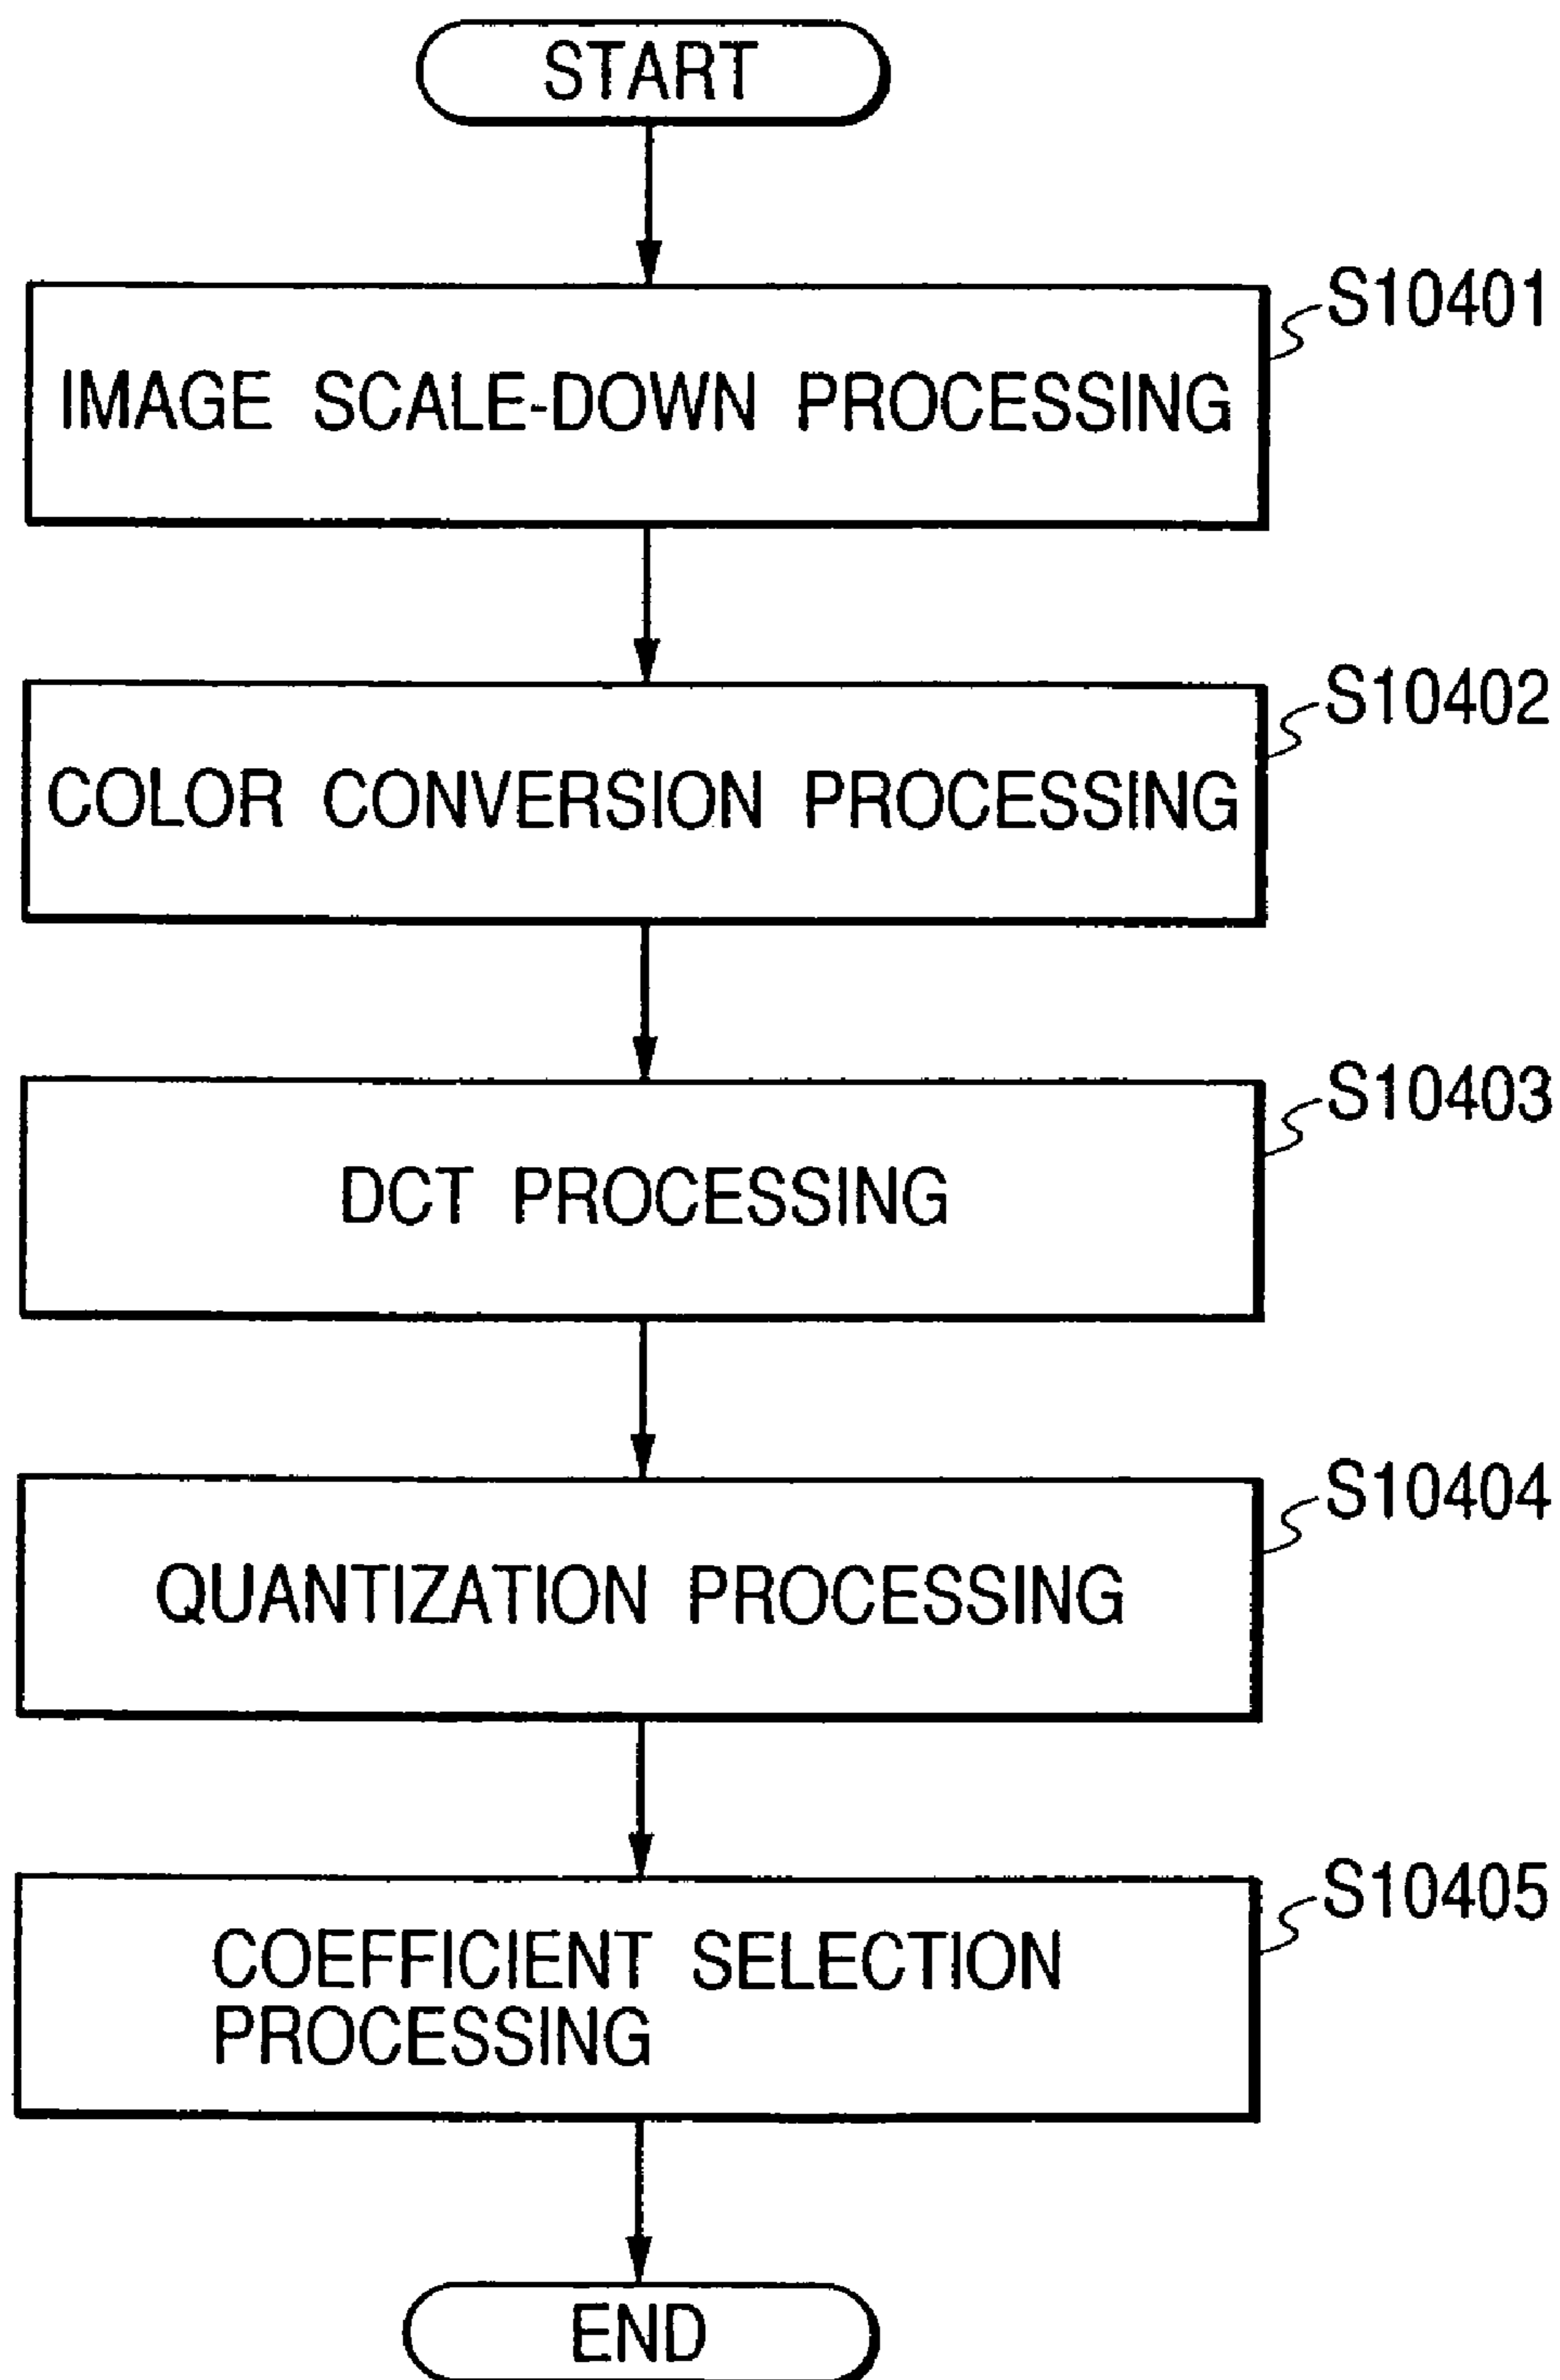 START
S10401
IMAGE SCALE-DOWN PROCESSING
S10402
COLOR CONVERSION PROCESSING
S10403
DCT PROCESSING
S10404
QUANTIZATION PROCESSING
S10405
COEFFICIENT SELECTION
PROCESSING
END